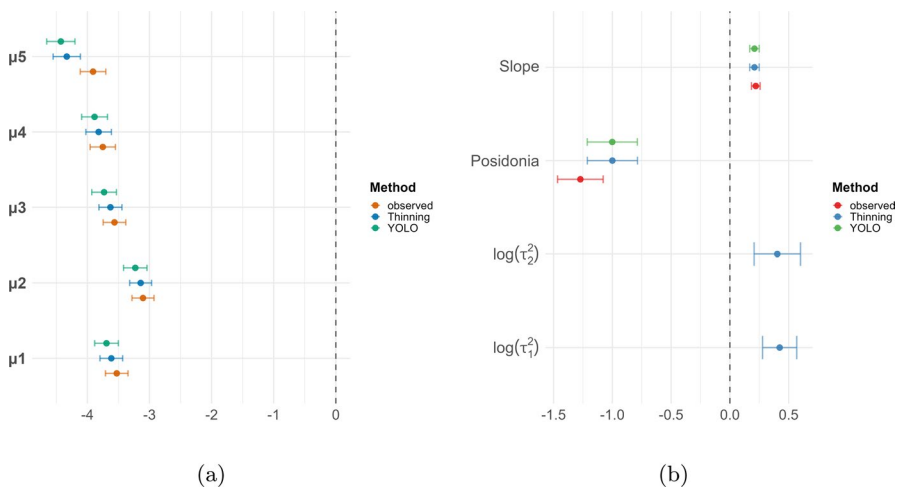 μ5
μ4
μ3
μ2
μ1
-4
-3
-2
-1
0
Method
observed
Thinning
YOLO
(a)
Slope
Posidonia
log(τ₂²)
log(τ₁²)
-1.5
-1.0
-0.5
0.0
0.5
Method
observed
Thinning
YOLO
(b)